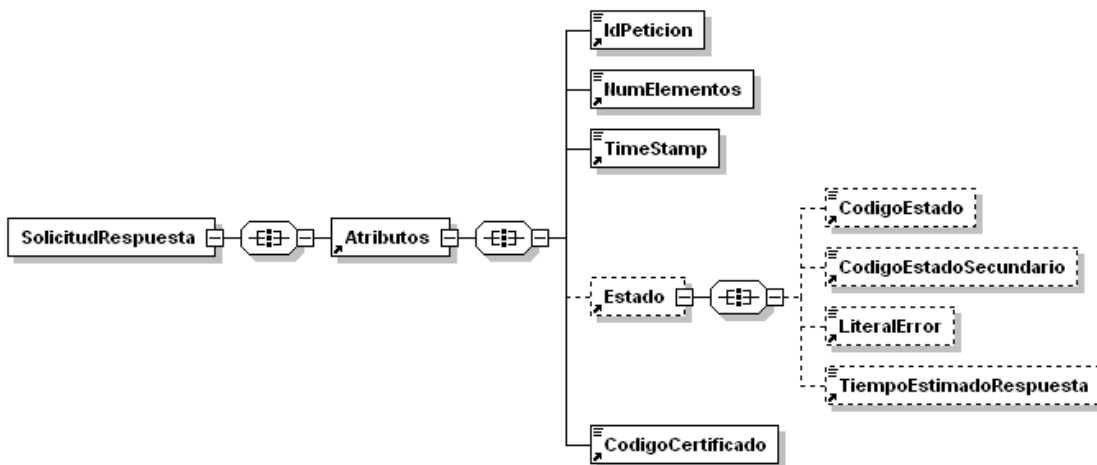 IdPeticion
NumElementos
TimeStamp
SolicitudRespuesta
Atributos
Estado
CodigoEstado
CodigoEstadoSecundario
LiteralError
TiempoEstimadoRespuesta
CodigoCertificado